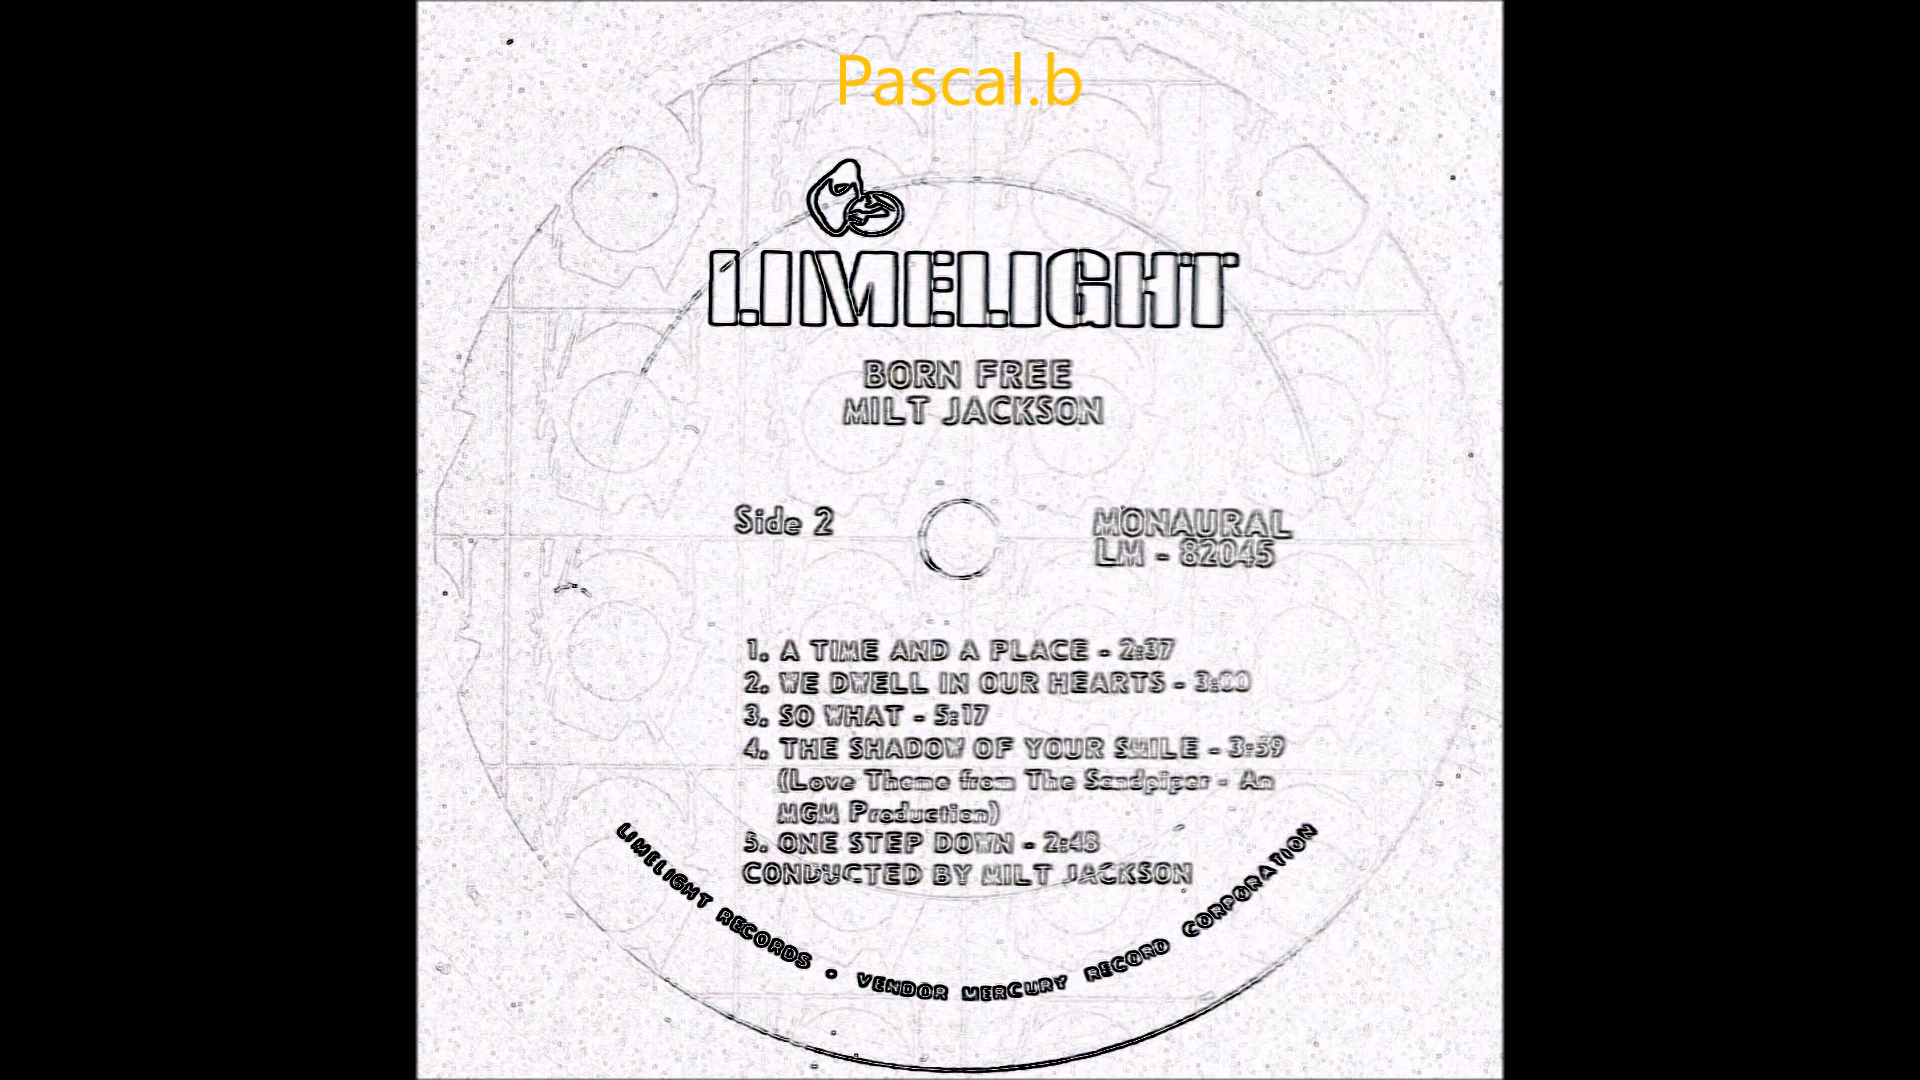 Pascal.b
LIMELIGHT
BORN FREE
MILT JACKSON
Side 2
MONAURAL
LM - 82045
1. A TIME AND A PLACE - 2:37
2. WE DWELL IN OUR HEARTS - 3:00
3. SO WHAT - 5:17
4. THE SHADOW OF YOUR SMILE - 3:59
(Love Theme from The Sandpiper - An
MGM Production)
5. ONE STEP DOWN - 2:48
CONDUCTED BY MILT JACKSON
LIMELIGHT RECORDS • VENDOR MERCURY RECORD CORPORATION